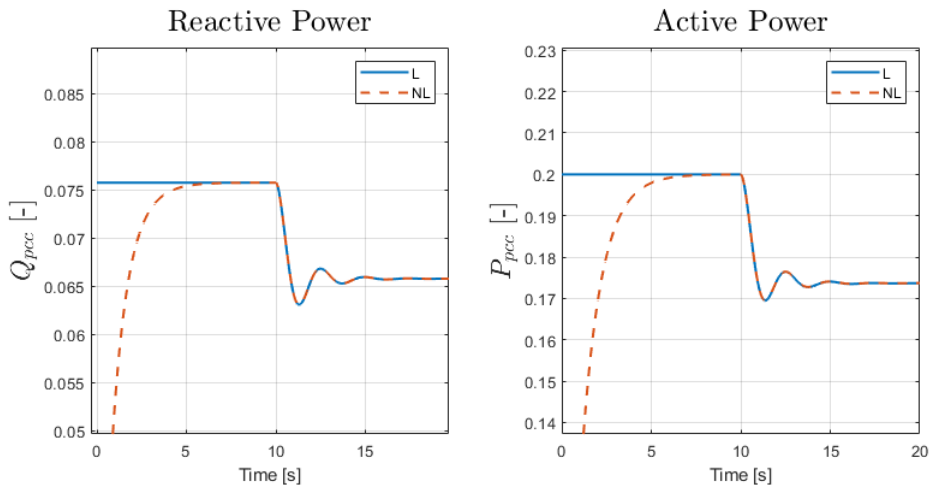 Reactive Power
Q_pcc [-]
0.085
0.08
0.075
0.07
0.065
0.06
0.055
0.05
L
NL
0 5 10 15
Time [s]
Active Power
P_pcc [-]
0.23
0.22
0.21
0.2
0.19
0.18
0.17
0.16
0.15
0.14
L
NL
0 5 10 15 20
Time [s]